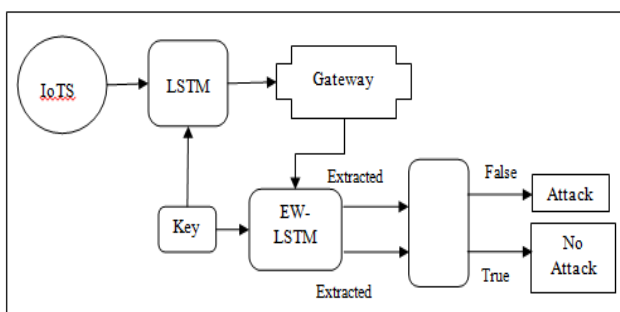 IoTS
LSTM
Gateway
Key
EW-
LSTM
Extracted
Extracted
False
True
Attack
No
Attack